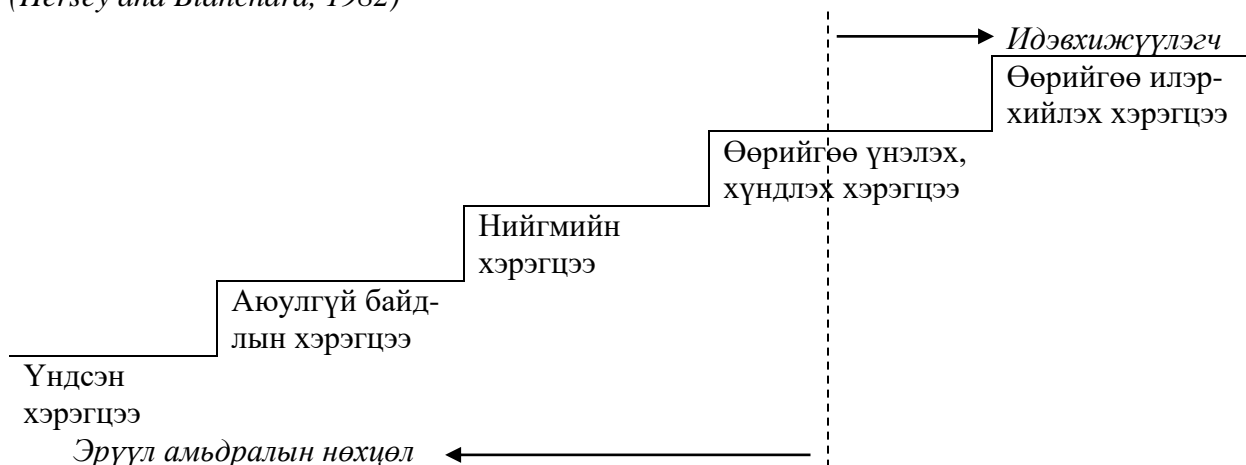 (Hersey and Blanchard, 1982)
Идэвхижүүлэгч
Өөрийгөө илэр-
хийлэх хэрэгцээ
Өөрийгөө үнэлэх,
хүндлэх хэрэгцээ
Нийгмийн
хэрэгцээ
Аюулгүй байд-
лын хэрэгцээ
Үндсэн
хэрэгцээ
Эрүүл амьдралын нөхцөл